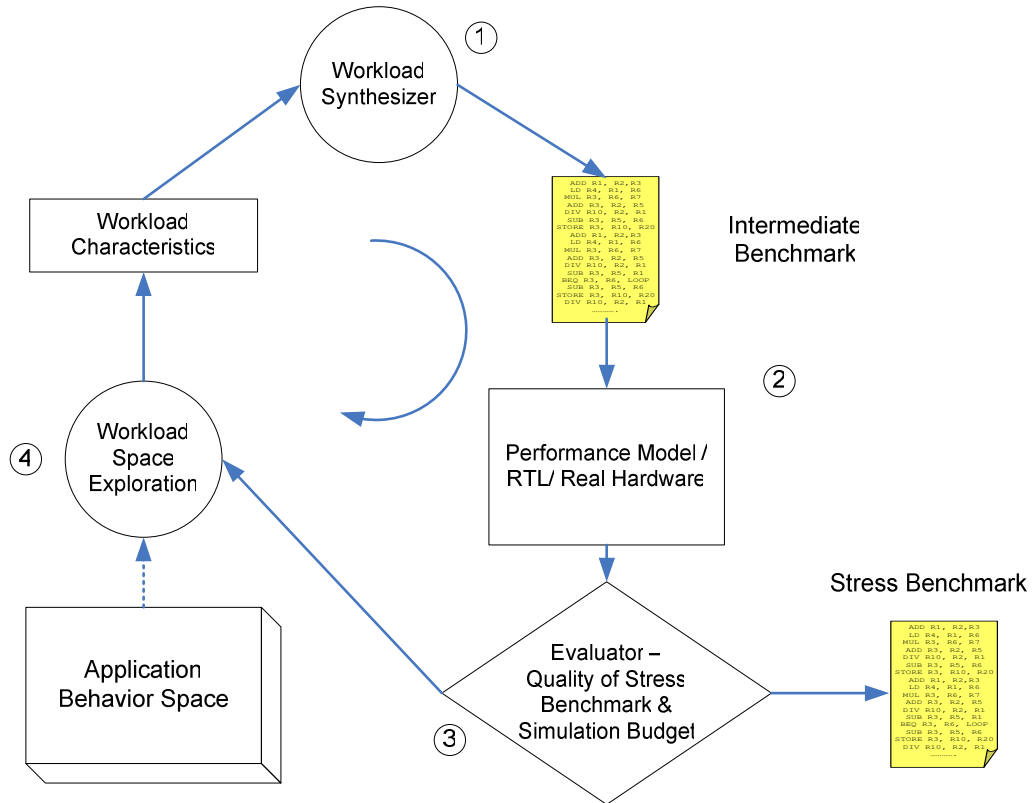 1
Workload
Synthesizer
ADD R1, R2,R3
LD R4, R1, R6
MUL R3, R6, R7
ADD R3, R2, R5
DIV R10, R2, R1
SUB R3, R5, R6
STORE R3, R10, R20
ADD R1, R2,R3
LD R4, R1, R6
MUL R3, R6, R7
ADD R3, R2, R5
DIV R10, R2, R1
SUB R3, R5, R1
BEQ R3, R6, LOOP
SUB R3, R5, R6
STORE R3, R10, R20
DIV R10, R2, R1
………….
Intermediate
Benchmark
Workload
Characteristics
2
Performance Model /
RTL/ Real Hardware
4
Workload
Space
Exploration
Application
Behavior Space
3
Evaluator –
Quality of Stress
Benchmark &
Simulation Budget
Stress Benchmark
ADD R1, R2,R3
LD R4, R1, R6
MUL R3, R6, R7
ADD R3, R2, R5
DIV R10, R2, R1
SUB R3, R5, R6
STORE R3, R10, R20
ADD R1, R2,R3
LD R4, R1, R6
MUL R3, R6, R7
ADD R3, R2, R5
DIV R10, R2, R1
SUB R3, R5, R1
BEQ R3, R6, LOOP
SUB R3, R5, R6
STORE R3, R10, R20
DIV R10, R2, R1
………….